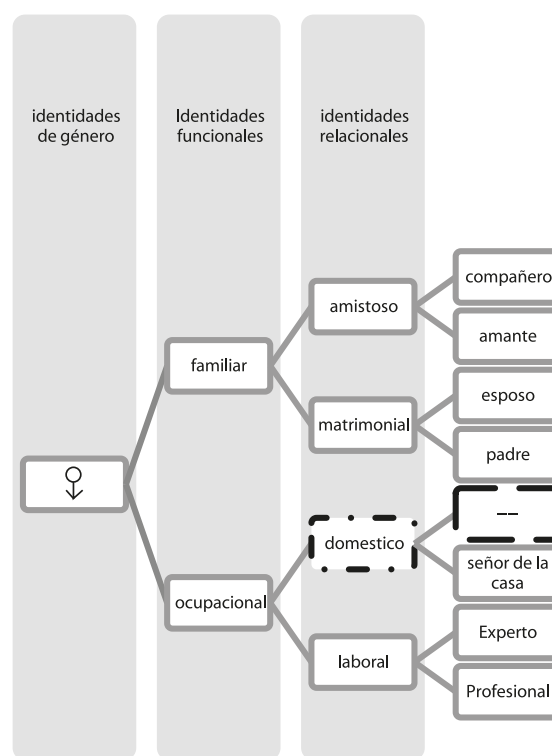 identidades
de género
Identidades
funcionales
identidades
relacionales
compañero
amistoso
amante
familiar
esposo
matrimonial
padre
--
domestico
señor de la
casa
ocupacional
Experto
laboral
Profesional